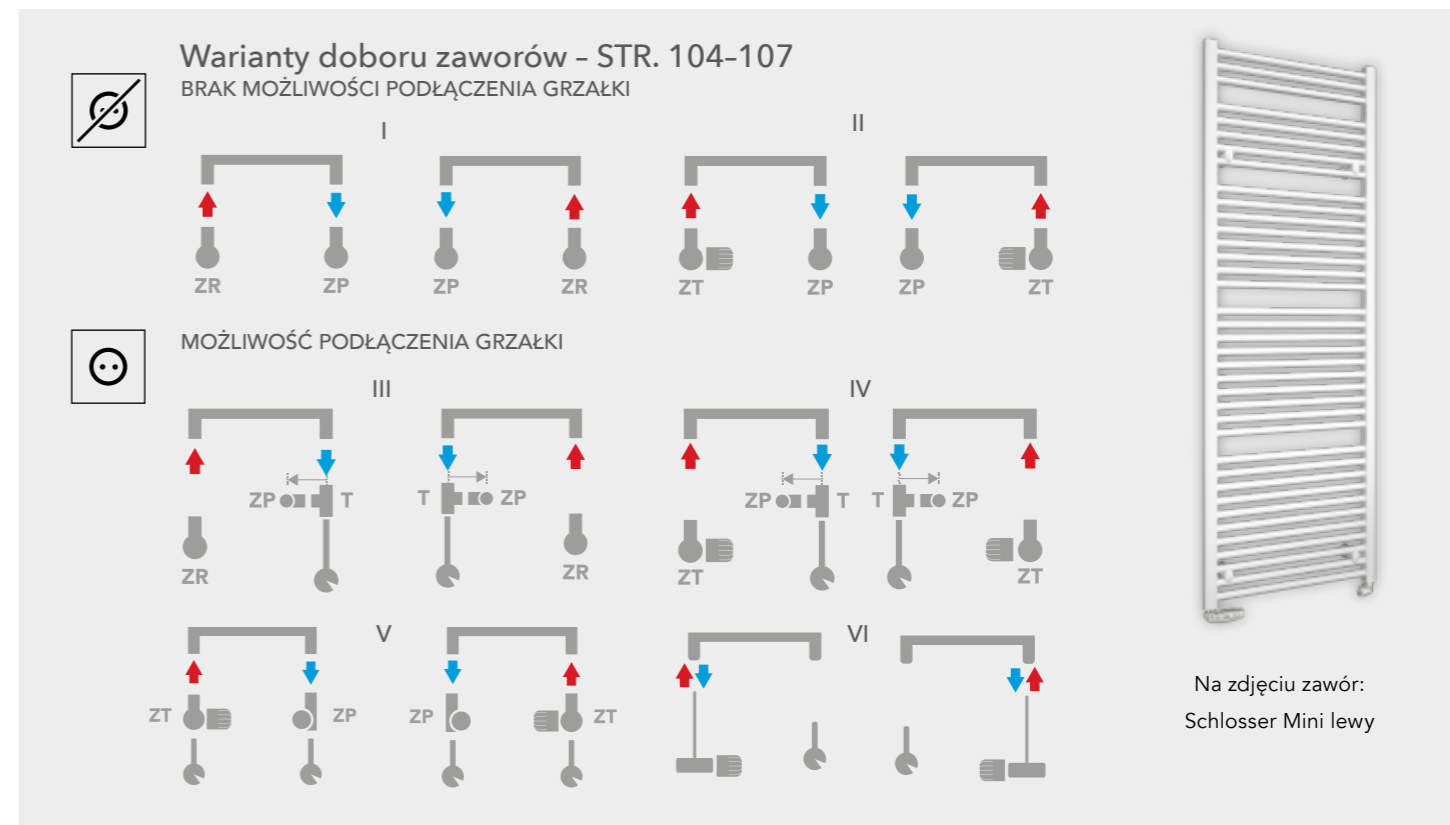 Warianty doboru zaworów – STR. 104–107
BRAK MOŻLIWOŚCI PODŁĄCZENIA GRZAŁKI
I II
ZR ZP ZP ZR ZT ZP ZP ZT
MOŻLIWOŚĆ PODŁĄCZENIA GRZAŁKI
III IV
ZP T T ZP ZP T T ZP
ZR ZR ZT ZT
V VI
ZT ZP ZP ZT
Na zdjęciu zawór:
Schlosser Mini lewy